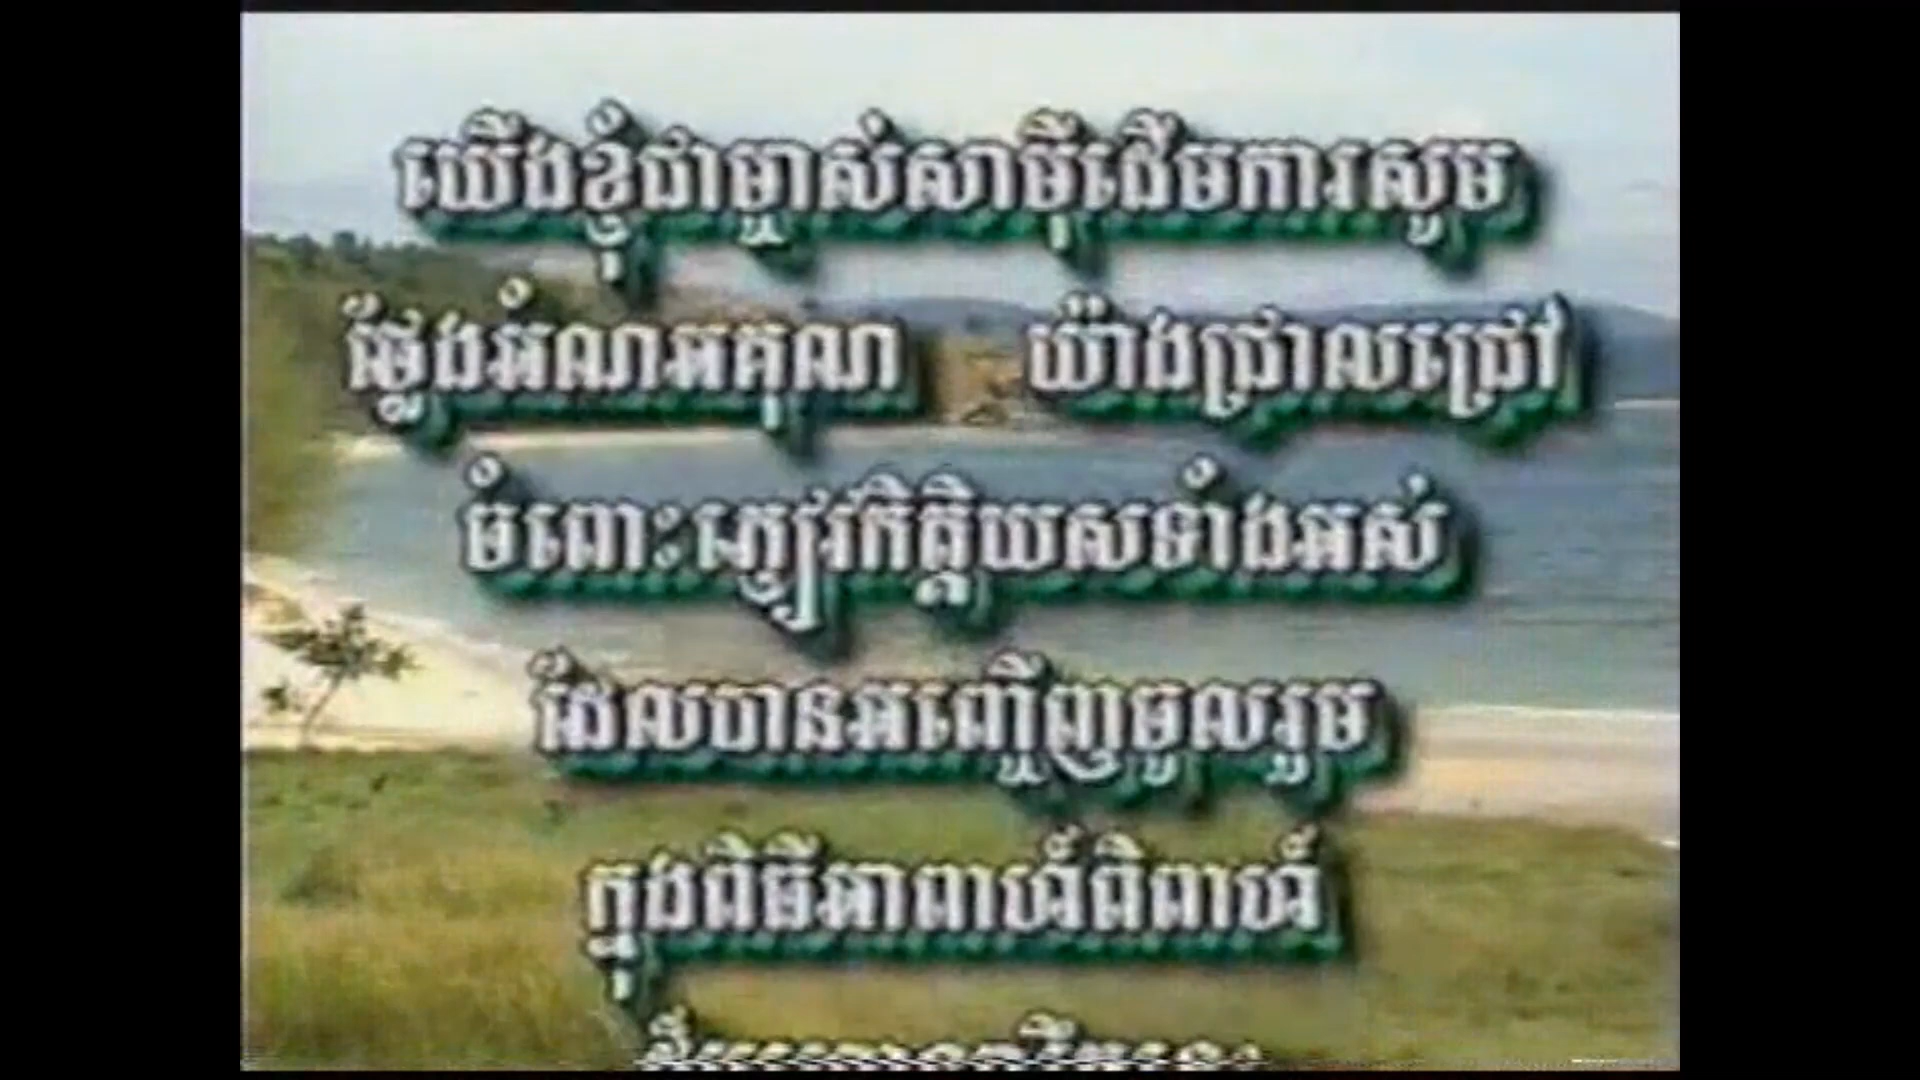 យើងខ្ញុំជាម្ចាស់សាម៉ីដើមការសូម
ថ្លែងអំណរអគុណ យ៉ាងជ្រាលជ្រៅ
ចំពោះភ្ញៀវកិត្តិយសទាំងអស់
ដែលបានអញ្ជើញចូលរួម
ក្នុងពិធីអាពាហ៍ពិពាហ៍